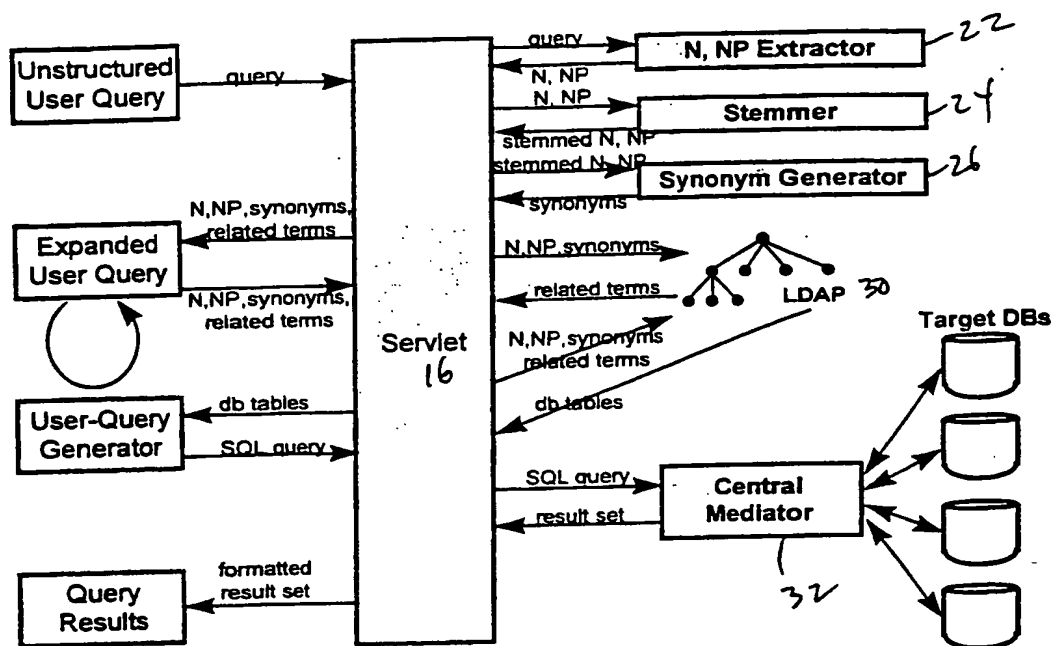 Unstructured
User Query
query
query
N, NP Extractor
22
N, NP
N, NP
Stemmer
24
stemmed N, NP
stemmed N, NP
Synonym Generator
26
synonyms
N,NP,synonyms,
related terms
Expanded
User Query
N,NP,synonyms,
related terms
N,NP,synonyms
related terms
LDAP 30
Servlet
16
N,NP,synonyms
related terms
db tables
Target DBs
User-Query
Generator
db tables
SQL query
SQL query
result set
Central
Mediator
32
Query
Results
formatted
result set